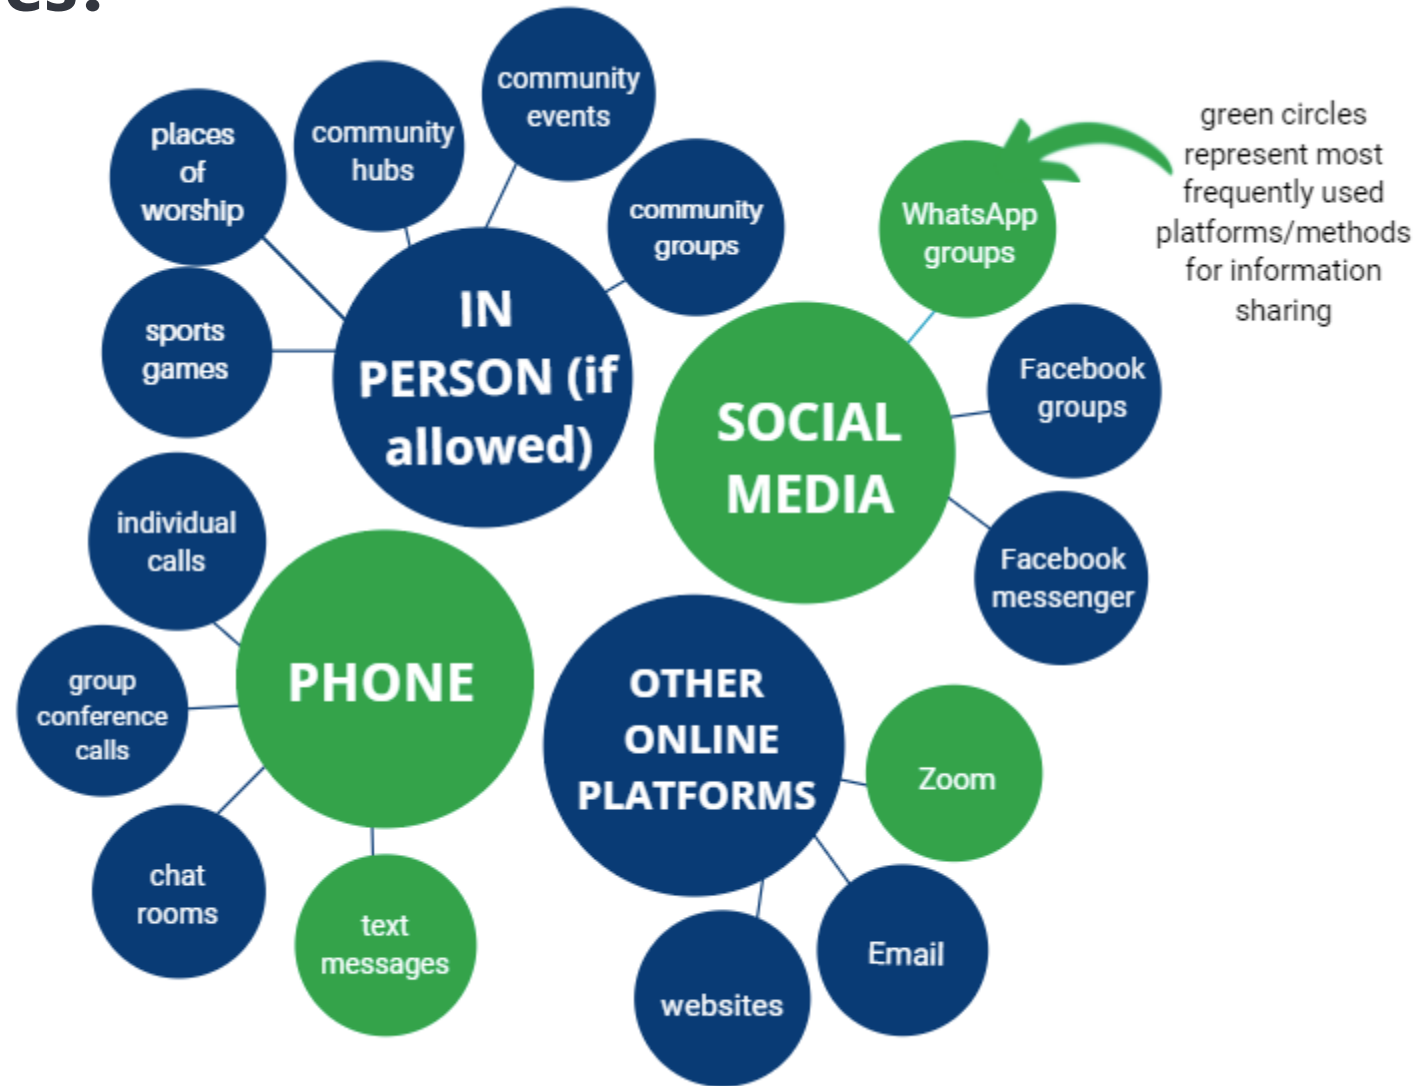 places
of
worship
community
hubs
community
events
community
groups
sports
games
IN
PERSON (if
allowed)
WhatsApp
groups
green circles
represent most
frequently used
platforms/methods
for information
sharing
SOCIAL
MEDIA
Facebook
groups
Facebook
messenger
individual
calls
group
conference
calls
PHONE
chat
rooms
text
messages
OTHER
ONLINE
PLATFORMS
Zoom
Email
websites